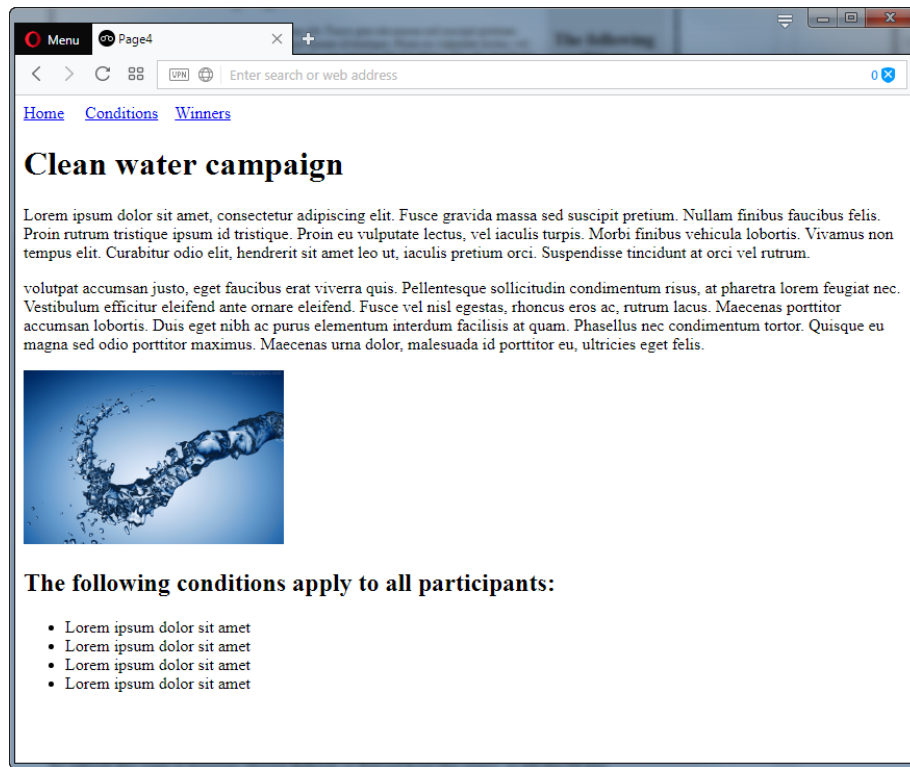 The following
Menu
Page4
VPN
Enter search or web address
0
Home Conditions Winners
Clean water campaign
Lorem ipsum dolor sit amet, consectetur adipiscing elit. Fusce gravida massa sed suscipit pretium. Nullam finibus faucibus felis.
Proin rutrum tristique ipsum id tristique. Proin eu vulputate lectus, vel iaculis turpis. Morbi finibus vehicula lobortis. Vivamus non
tempus elit. Curabitur odio elit, hendrerit sit amet leo ut, iaculis pretium orci. Suspendisse tincidunt at orci vel rutrum.
volutpat accumsan justo, eget faucibus erat viverra quis. Pellentesque sollicitudin condimentum risus, at pharetra lorem feugiat nec.
Vestibulum efficitur eleifend ante ornare eleifend. Fusce vel nisl egestas, rhoncus eros ac, rutrum lacus. Maecenas porttitor
accumsan lobortis. Duis eget nibh ac purus elementum interdum facilisis at quam. Phasellus nec condimentum tortor. Quisque eu
magna sed odio porttitor maximus. Maecenas urna dolor, malesuada id porttitor eu, ultricies eget felis.
The following conditions apply to all participants:
• Lorem ipsum dolor sit amet
• Lorem ipsum dolor sit amet
• Lorem ipsum dolor sit amet
• Lorem ipsum dolor sit amet